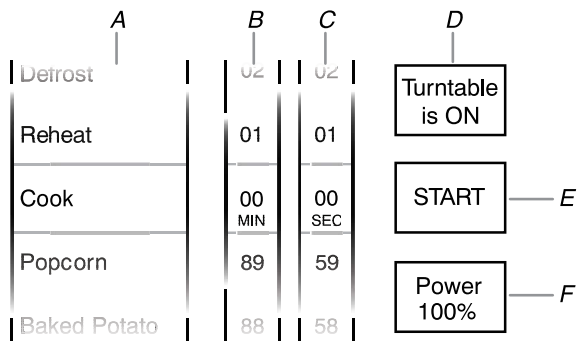 A B C D
Defrost 02 02
Turntable
is ON
Reheat 01 01
Cook 00 00
MIN SEC
START E
Popcorn 89 59
Power
100%
F
Baked Potato 88 58